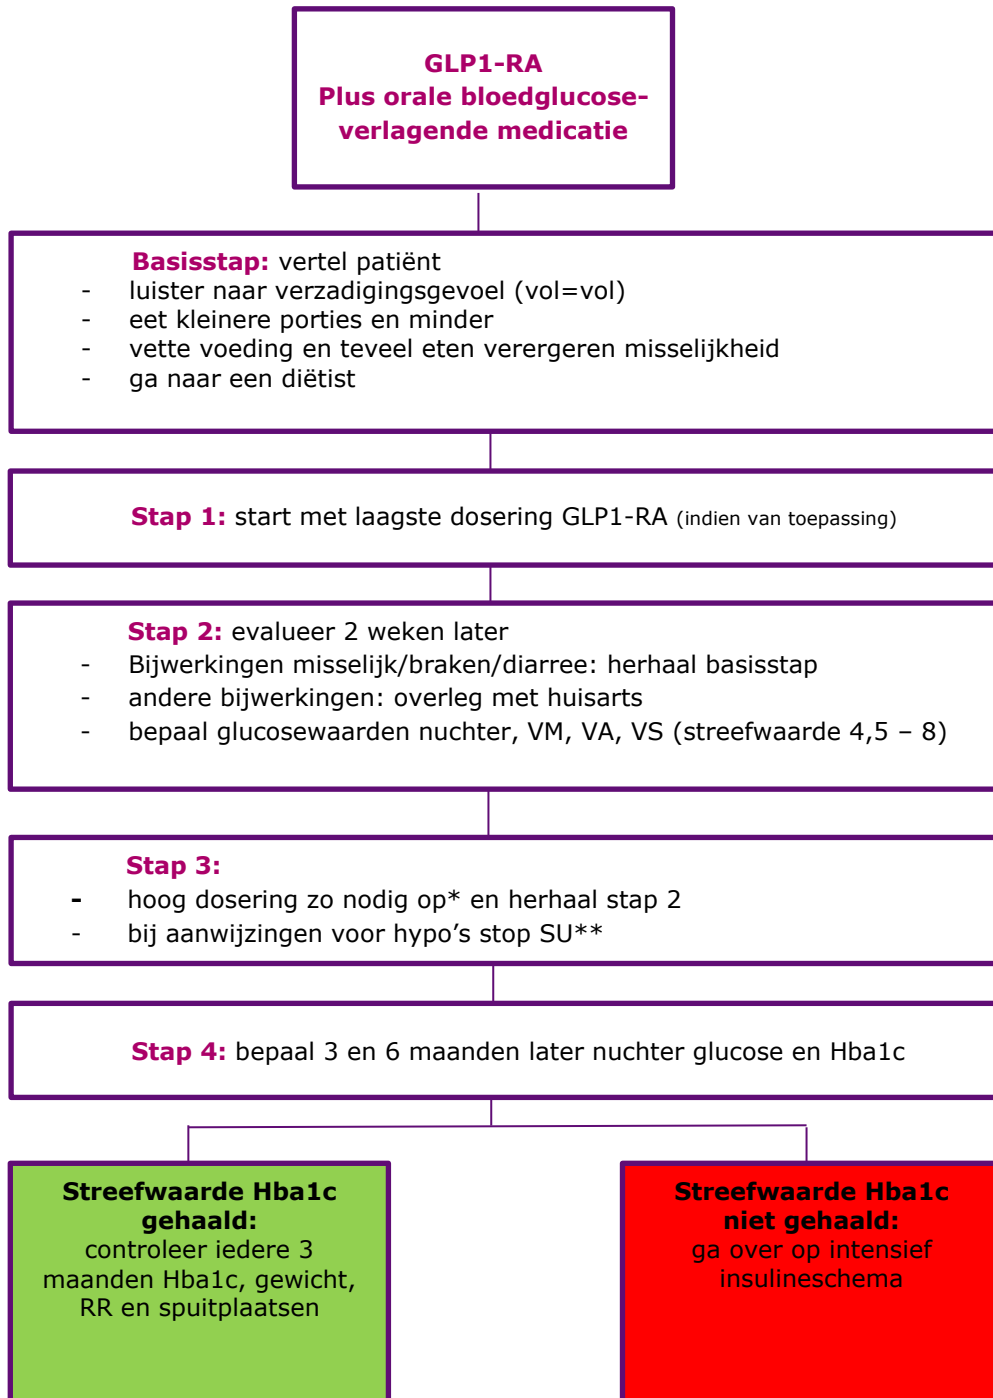 GLP1-RA
Plus orale bloedglucose-
verlagende medicatie
Basisstap: vertel patiënt
- luister naar verzadigingsgevoel (vol=vol)
- eet kleinere porties en minder
- vette voeding en teveel eten verergeren misselijkheid
- ga naar een diëtist
Stap 1: start met laagste dosering GLP1-RA (indien van toepassing)
Stap 2: evalueer 2 weken later
- Bijwerkingen misselijk/braken/diarree: herhaal basisstap
- andere bijwerkingen: overleg met huisarts
- bepaal glucosewaarden nuchter, VM, VA, VS (streefwaarde 4,5 – 8)
Stap 3:
- hoog dosering zo nodig op* en herhaal stap 2
- bij aanwijzingen voor hypo’s stop SU**
Stap 4: bepaal 3 en 6 maanden later nuchter glucose en Hba1c
Streefwaarde Hba1c
gehaald:
controleer iedere 3
maanden Hba1c, gewicht,
RR en spuitplaatsen
Streefwaarde Hba1c
niet gehaald:
ga over op intensief
insulineschema